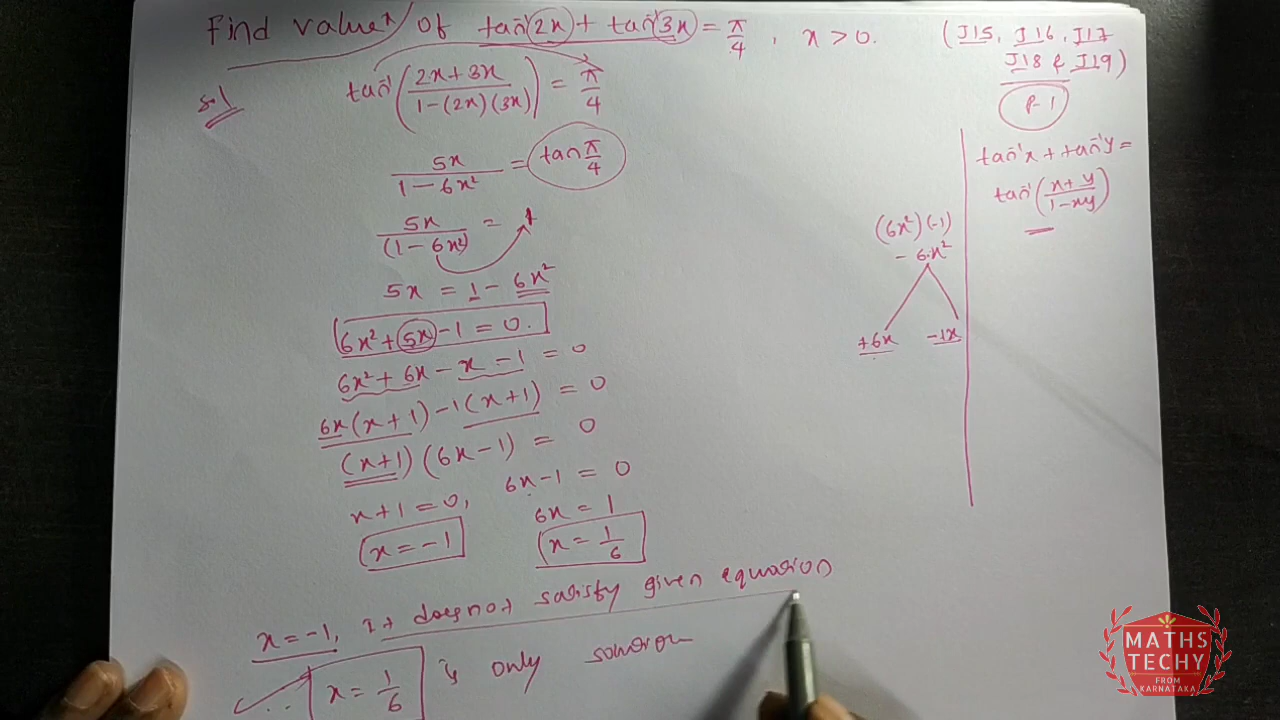 Find value x of tan⁻¹(2x) + tan⁻¹(3x) = π/4, x > 0. (J15, J16, J17
J18 & J19)
P-1
Sol tan⁻¹((2x+3x)/(1-(2x)(3x))) = π/4
5x/(1-6x²) = tan π/4
5x/(1-6x²) = 1
5x = 1 - 6x²
6x² + 5x - 1 = 0.
6x² + 6x - x - 1 = 0
6x(x+1) - 1(x+1) = 0
(x+1)(6x-1) = 0
x+1 = 0, 6x-1 = 0
6x = 1
x = -1 x = 1/6
x = -1, it does not satisfy given equation
∴ x = 1/6 is only solution
tan⁻¹x + tan⁻¹y =
tan⁻¹((x+y)/(1-xy))
(6x²)(-1)
-6x²
+6x -1x
MATHS
TECHY
FROM
KARNATAKA